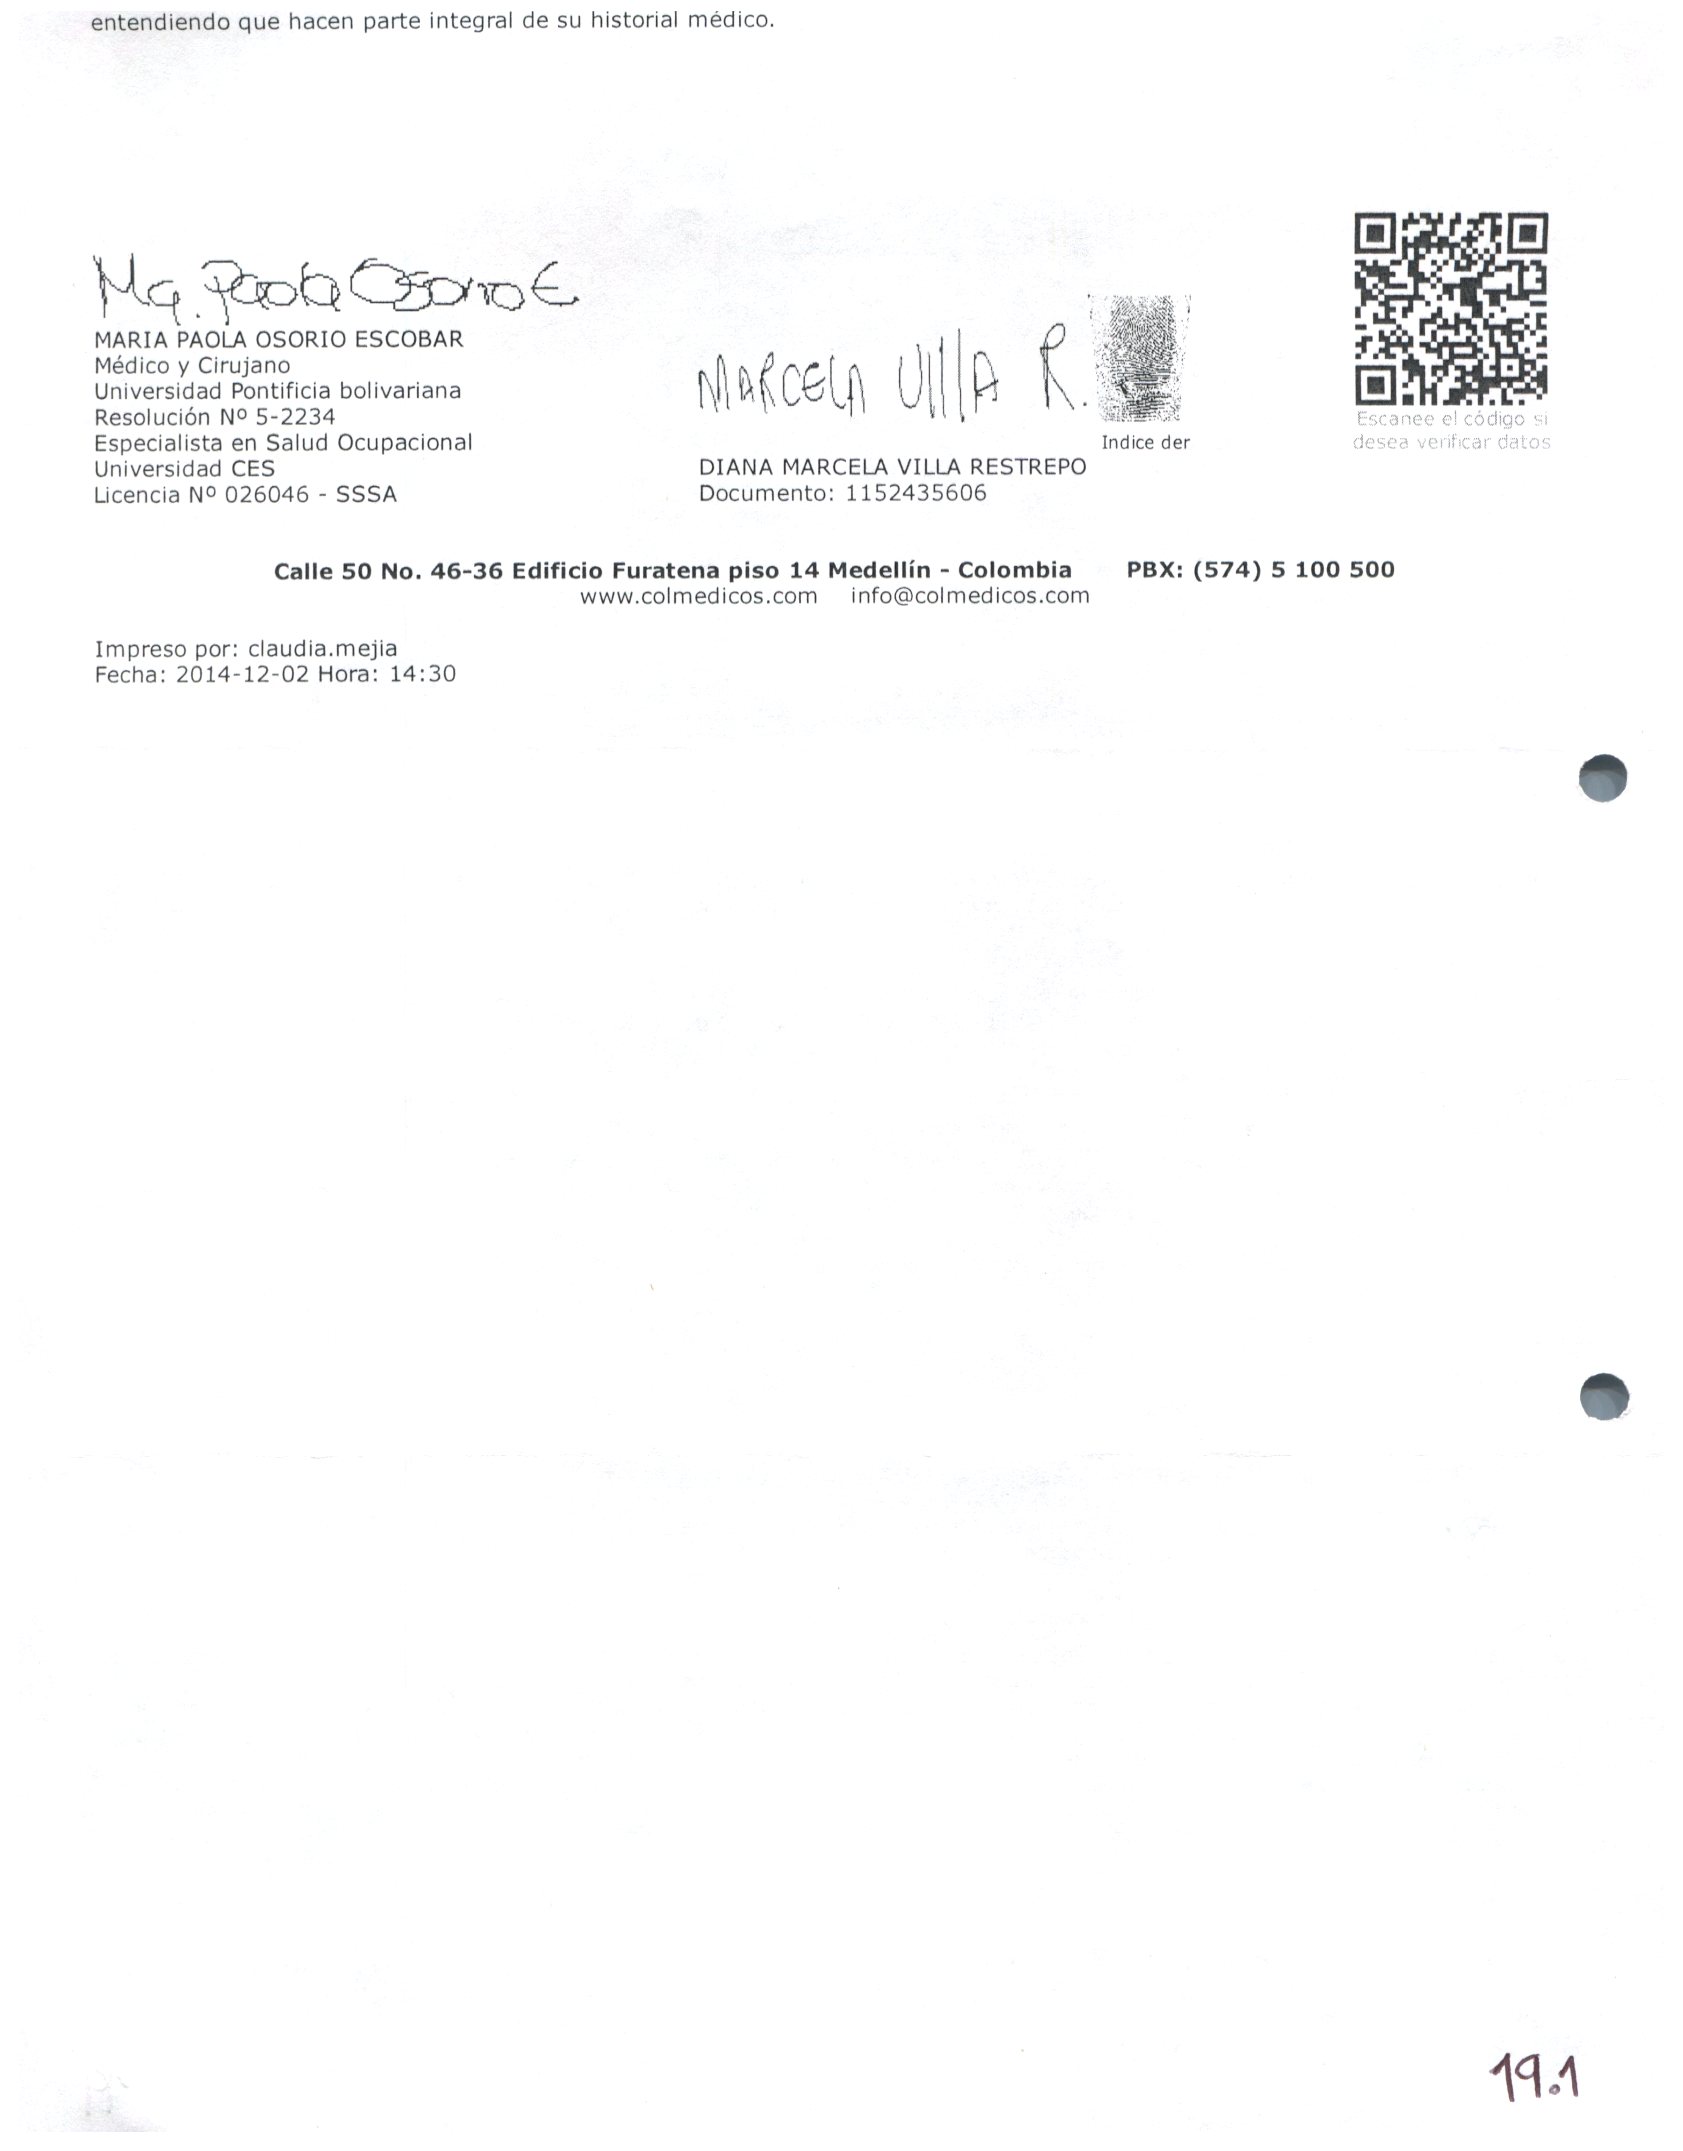 entendiendo que hacen parte integral de su historial médico.
Ma. Paola Osorio E
MARIA PAOLA OSORIO ESCOBAR
Médico y Cirujano
Universidad Pontificia bolivariana
Resolución Nº 5-2234
Especialista en Salud Ocupacional
Universidad CES
Licencia Nº 026046 - SSSA
MARCELA VIllA R.
Indice der
DIANA MARCELA VILLA RESTREPO
Documento: 1152435606
Escanee el código si
desea verificar datos
Calle 50 No. 46-36 Edificio Furatena piso 14 Medellín - Colombia PBX: (574) 5 100 500
www.colmedicos.com info@colmedicos.com
Impreso por: claudia.mejia
Fecha: 2014-12-02 Hora: 14:30
19.1